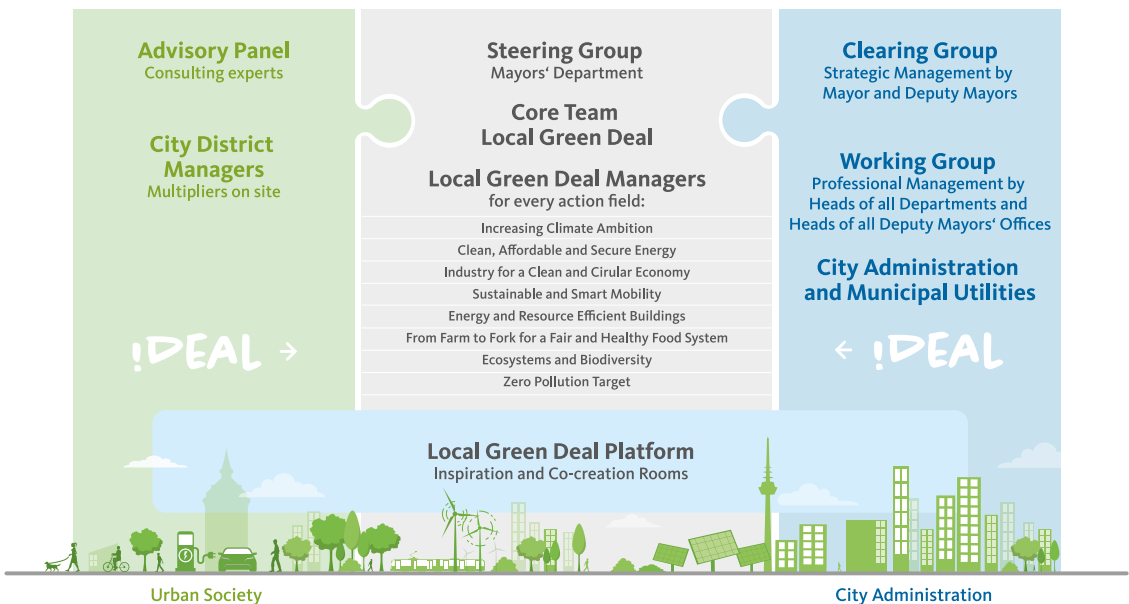 Advisory Panel
Consulting experts
City District
Managers
Multipliers on site
!DEAL →
Steering Group
Mayors‘ Department
Core Team
Local Green Deal
Local Green Deal Managers
for every action field:
Increasing Climate Ambition
Clean, Affordable and Secure Energy
Industry for a Clean and Cirular Economy
Sustainable and Smart Mobility
Energy and Resource Efficient Buildings
From Farm to Fork for a Fair and Healthy Food System
Ecosystems and Biodiversity
Zero Pollution Target
Clearing Group
Strategic Management by
Mayor and Deputy Mayors
Working Group
Professional Management by
Heads of all Departments and
Heads of all Deputy Mayors‘ Offices
City Administration
and Municipal Utilities
← !DEAL
Local Green Deal Platform
Inspiration and Co-creation Rooms
Urban Society
City Administration